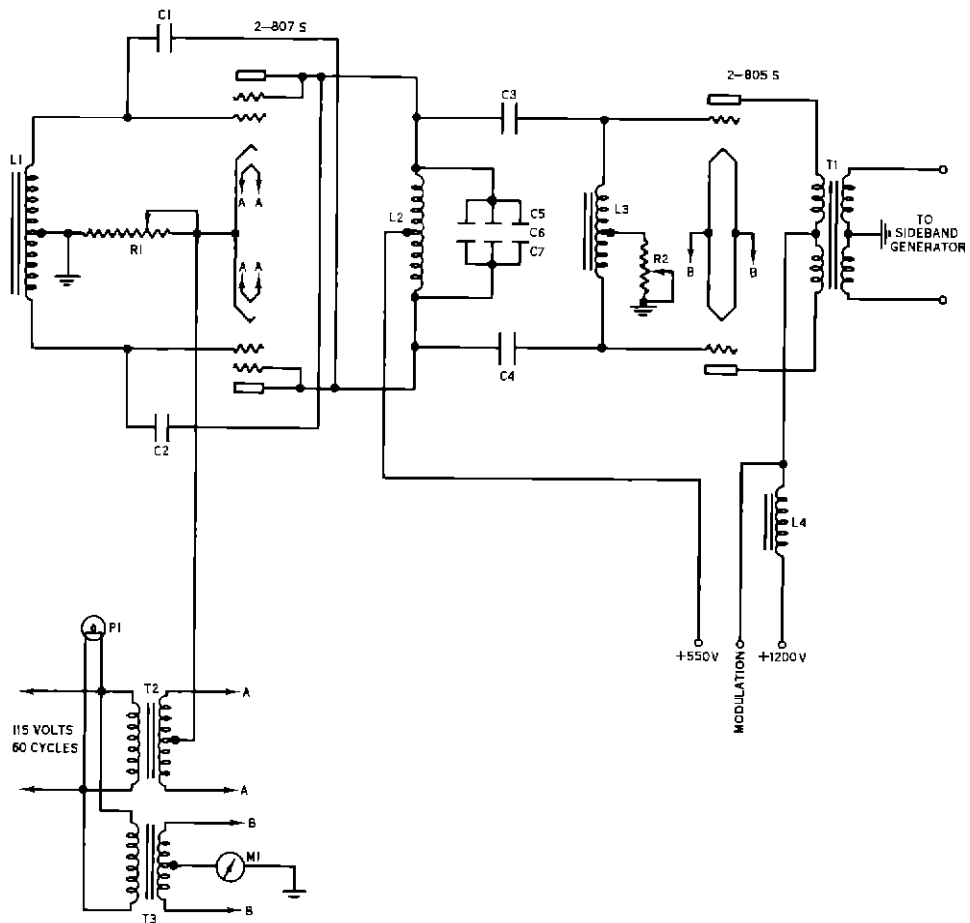 C1
2-807 S
C3
2-805 S
L1
T1
A A
L2
C5
C6
C7
L3
TO
SIDEBAND
GENERATOR
R1
R2
A A
B B
C4
C2
L4
P1
+550V
MODULATION
+1200V
T2
A
115 VOLTS
60 CYCLES
A
B
M1
B
T3